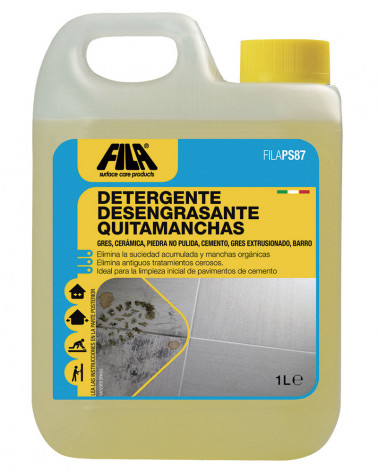 FILA
surface care products
FILAPS87
DETERGENTE
DESENGRASANTE
QUITAMANCHAS
GRES, CERÁMICA, PIEDRA NO PULIDA, CEMENTO, GRES EXTRUSIONADO, BARRO
Elimina la suciedad acumulada y manchas orgánicas
Elimina antiguos tratamientos cerosos.
Ideal para la limpieza inicial de pavimentos de cemento
LEA LAS INSTRUCCIONES EN LA PARTE POSTERIOR
1L e